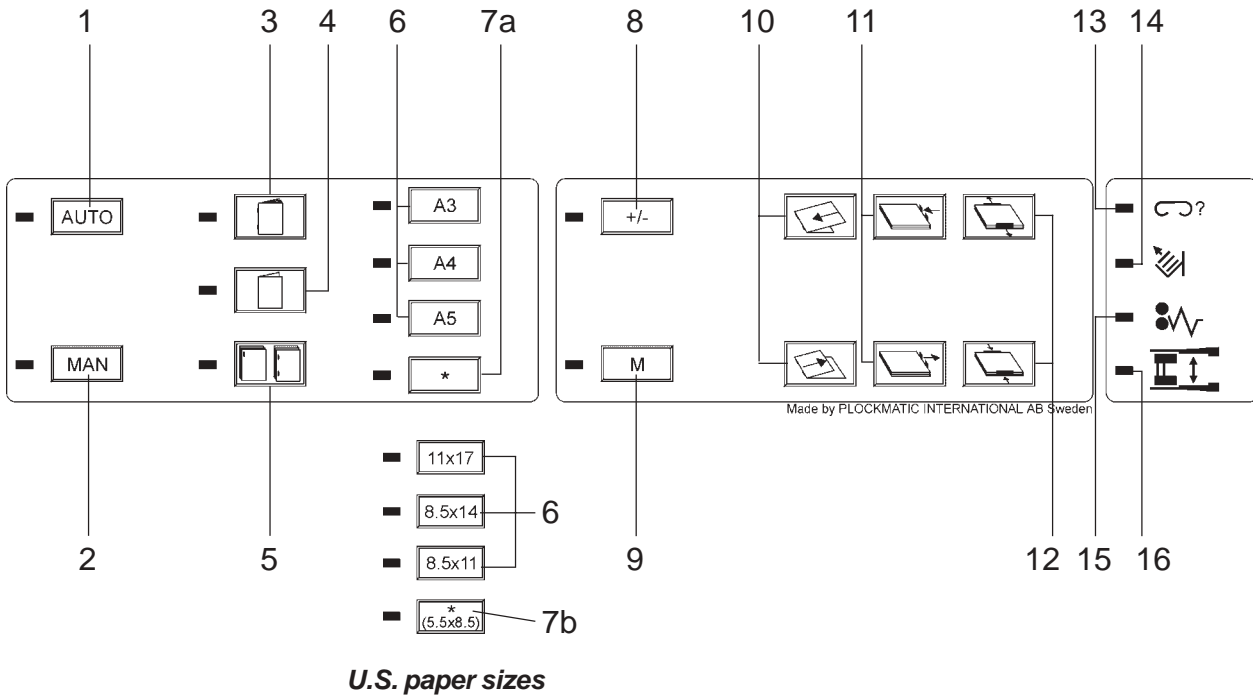 1 3 4 6 7a 8 10 11 13 14
AUTO
A3
+/-
?
A4
A5
MAN
*
M
Made by PLOCKMATIC INTERNATIONAL AB Sweden
11x17
8.5x14
6
8.5x11
2 5 9 12 15 16
*
(5.5x8.5)
7b
U.S. paper sizes